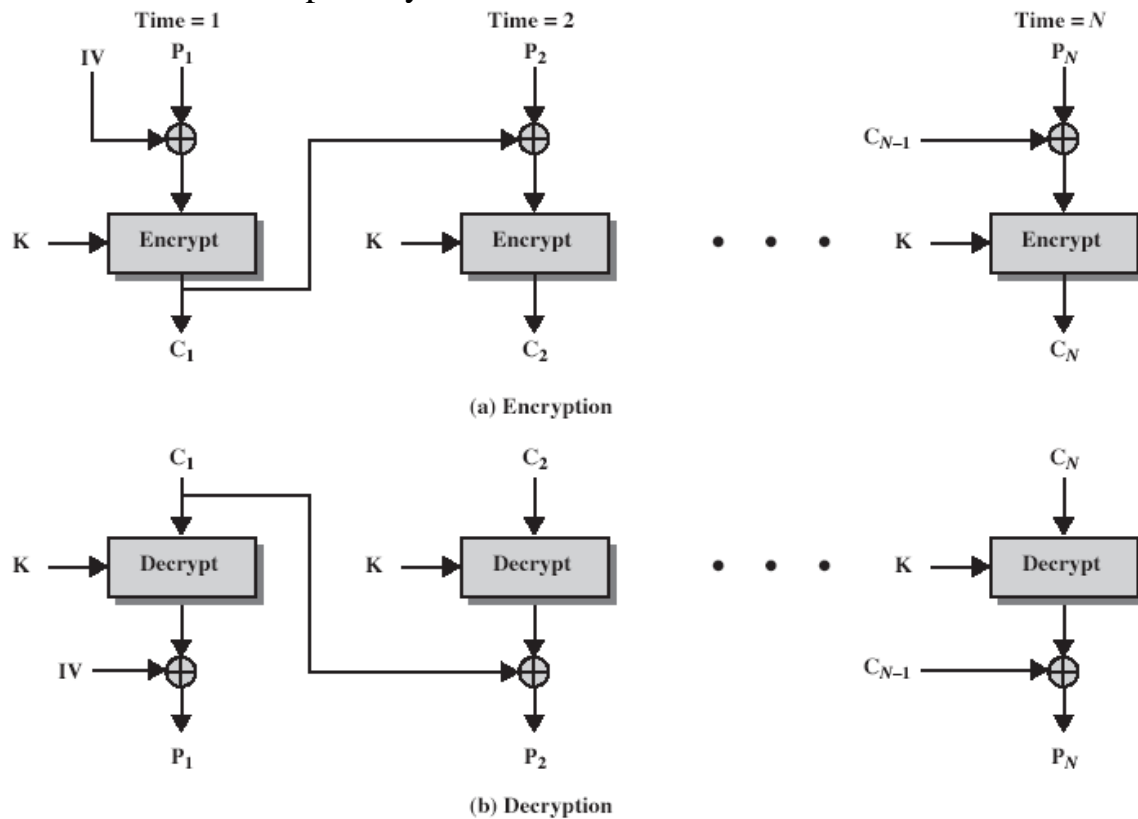 Time = 1 Time = 2 Time = N
IV P1 P2 PN
CN–1
K Encrypt K Encrypt • • • K Encrypt
C1 C2 CN
(a) Encryption
C1 C2 CN
K Decrypt K Decrypt • • • K Decrypt
IV CN–1
P1 P2 PN
(b) Decryption